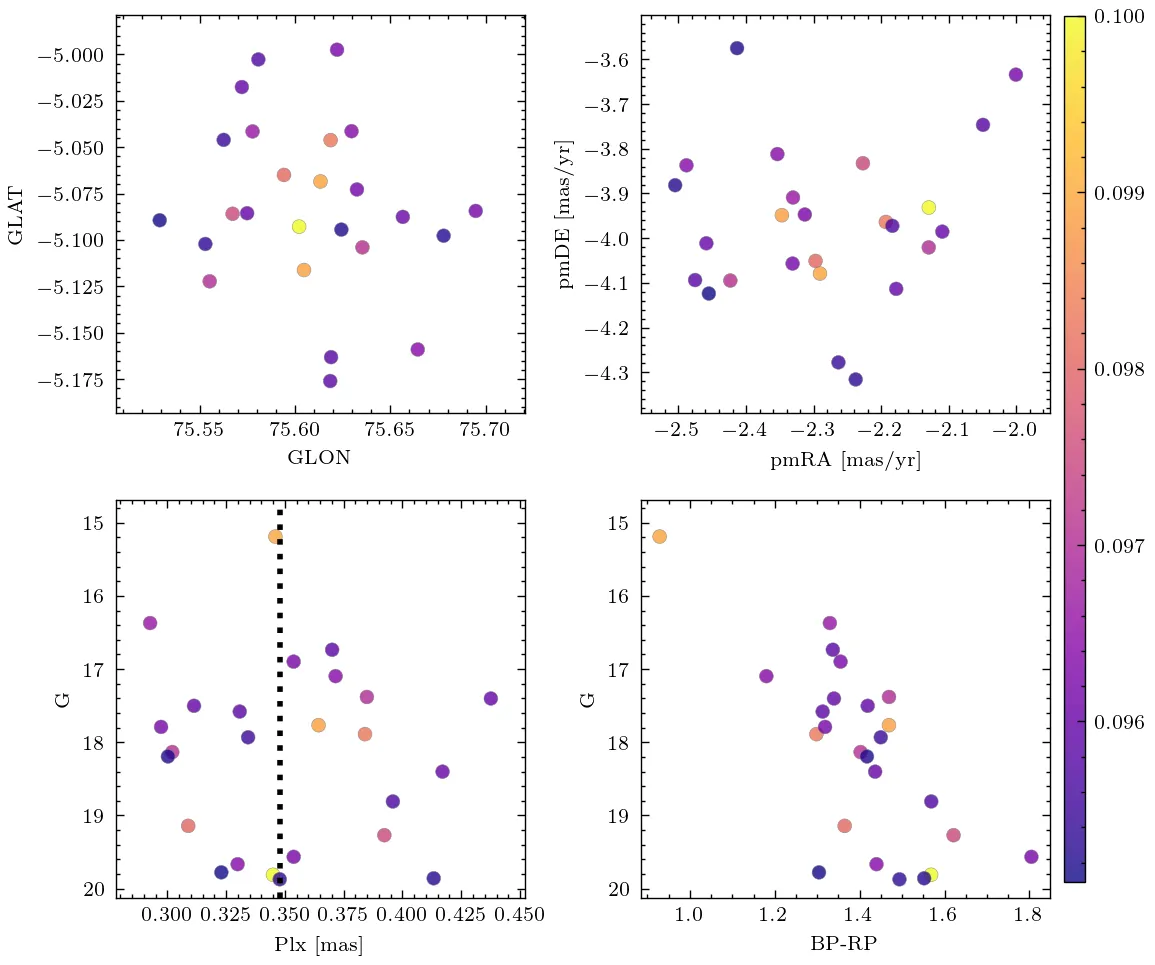 −5.000
−5.025
−5.050
−5.075
−5.100
−5.125
−5.150
−5.175
GLAT
75.55 75.60 75.65 75.70
GLON
−3.6
−3.7
−3.8
−3.9
−4.0
−4.1
−4.2
−4.3
pmDE [mas/yr]
−2.5 −2.4 −2.3 −2.2 −2.1 −2.0
pmRA [mas/yr]
0.100
0.099
0.098
0.097
0.096
15
16
17
18
19
20
G
0.300 0.325 0.350 0.375 0.400 0.425 0.450
Plx [mas]
15
16
17
18
19
20
G
1.0 1.2 1.4 1.6 1.8
BP-RP